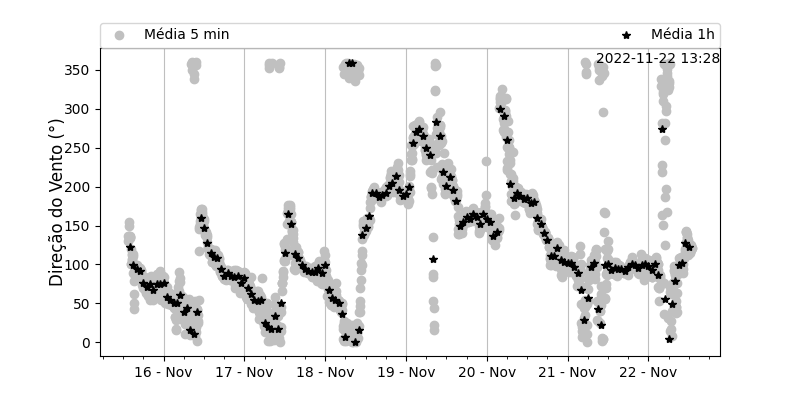 Média 5 min
Média 1h
2022-11-22 13:28
Direção do Vento (°)
350
300
250
200
150
100
50
0
16 - Nov
17 - Nov
18 - Nov
19 - Nov
20 - Nov
21 - Nov
22 - Nov